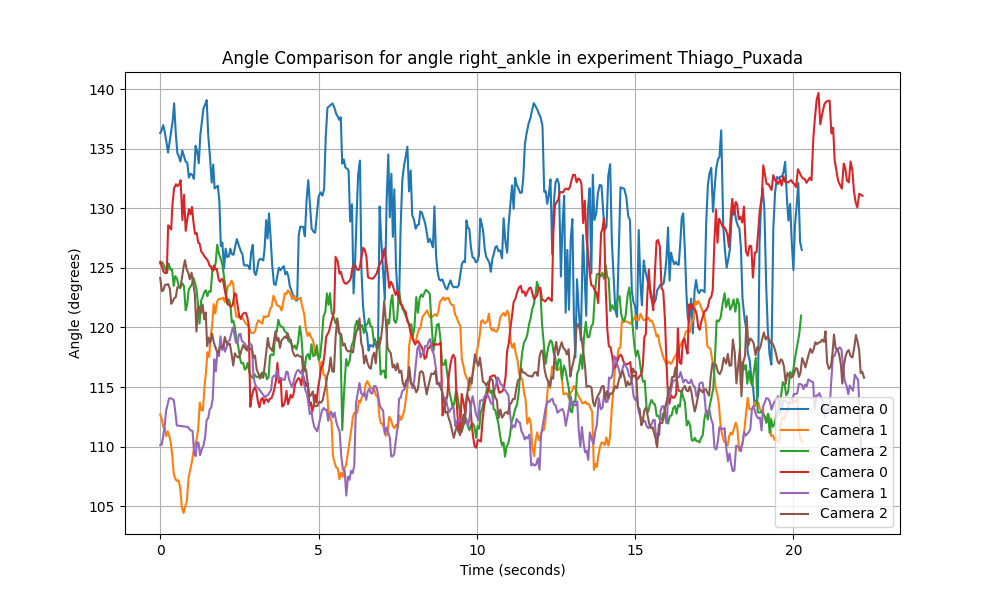 Angle Comparison for angle right_ankle in experiment Thiago_Puxada
140
135
130
125
120
115
110
105
Angle (degrees)
0 5 10 15 20
Time (seconds)
Camera 0
Camera 1
Camera 2
Camera 0
Camera 1
Camera 2